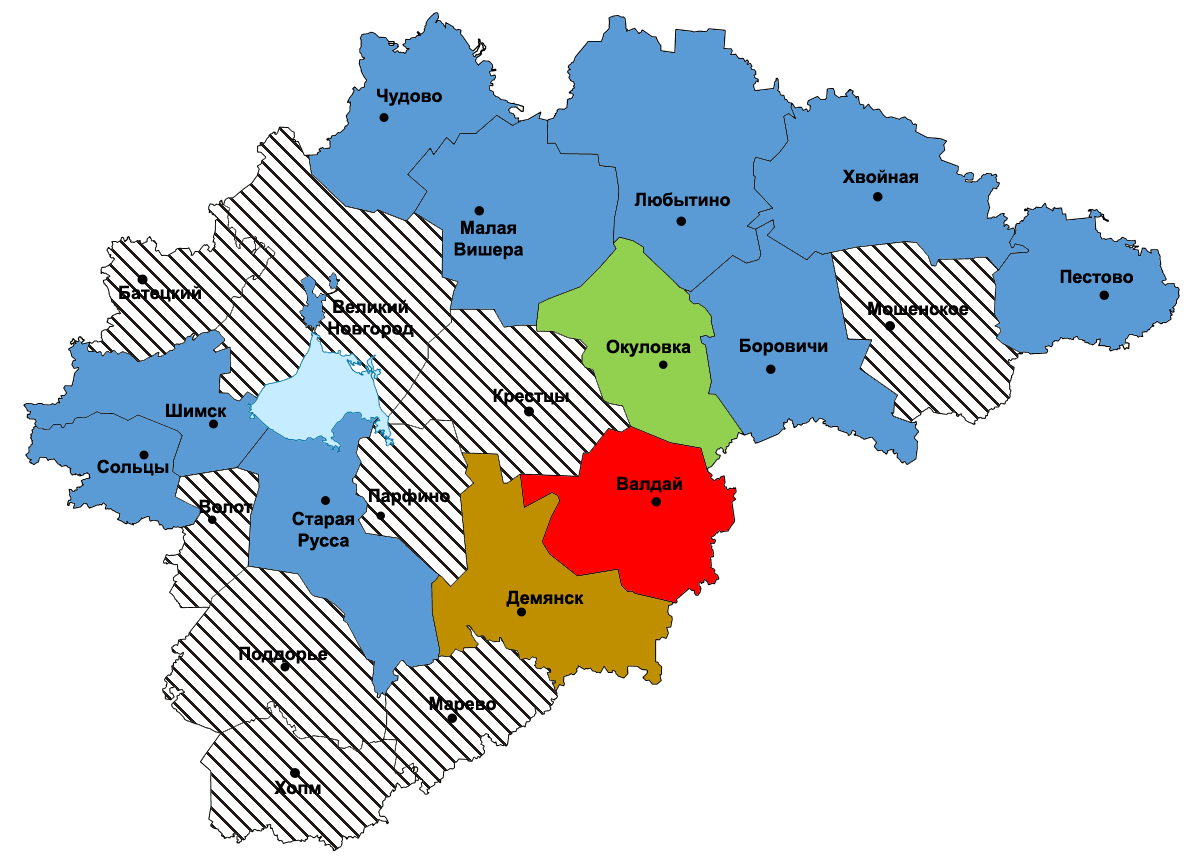 Чудово
Хвойная
Любытино
Малая
Вишера
Пестово
Батецкий
Великий
Новгород
Мошенское
Окуловка
Боровичи
Крестцы
Шимск
Сольцы
Валдай
Парфино
Волот
Старая
Русса
Демянск
Поддорье
Марево
Холм